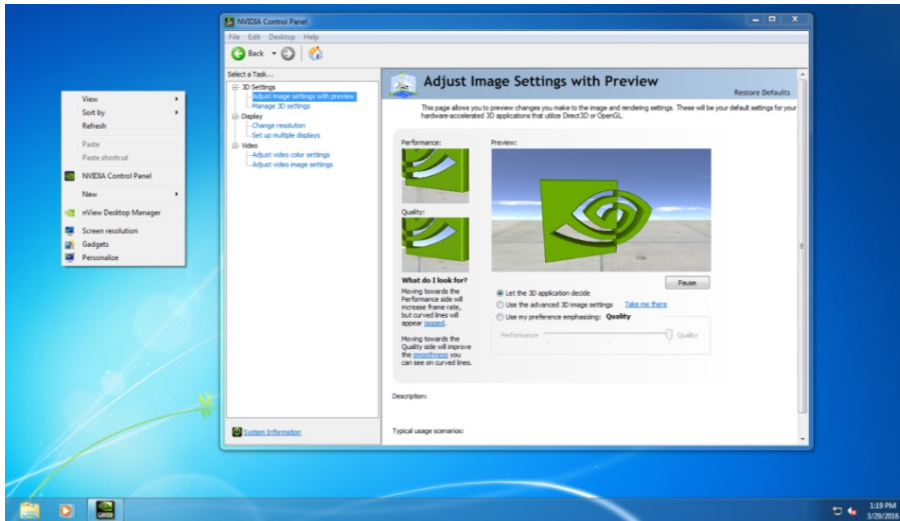 NVIDIA Control Panel
File Edit Desktop Help
Back
Select a Task...
3D Settings
Adjust image settings with preview
Manage 3D settings
Display
Change resolution
Set up multiple displays
Video
Adjust video color settings
Adjust video image settings
System Information
Adjust Image Settings with Preview
Restore Defaults
This page allows you to preview changes you make to the image and rendering settings. These will be your default settings for your
hardware-accelerated 3D applications that utilize Direct3D or OpenGL.
Performance:
Quality:
What do I look for?
Moving towards the
Performance side will
increase frame rate,
but curved lines will
appear jagged.
Moving towards the
Quality side will improve
the smoothness you
can see on curved lines.
Preview:
Pause
Let the 3D application decide
Use the advanced 3D image settings Take me there
Use my preference emphasizing: Quality
Performance Quality
Description:
Typical usage scenarios:
View
Sort by
Refresh
Paste
Paste shortcut
NVIDIA Control Panel
New
nView Desktop Manager
Screen resolution
Gadgets
Personalize
1:19 PM
3/29/2016